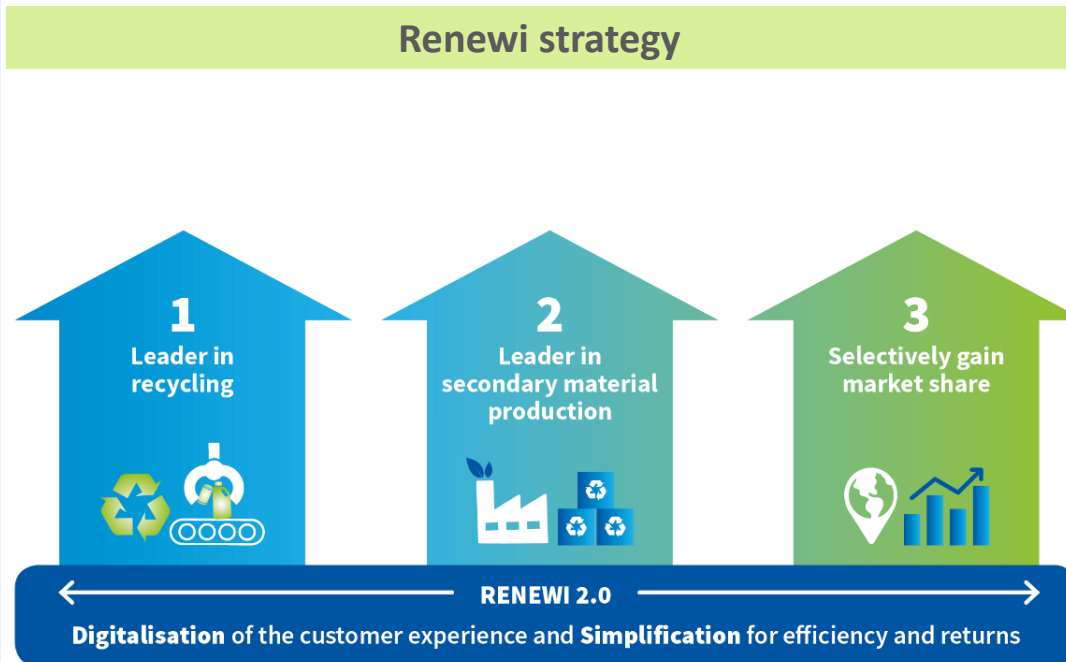 Renewi strategy
1
Leader in
recycling
2
Leader in
secondary material
production
3
Selectively gain
market share
RENEWI 2.0
Digitalisation of the customer experience and Simplification for efficiency and returns